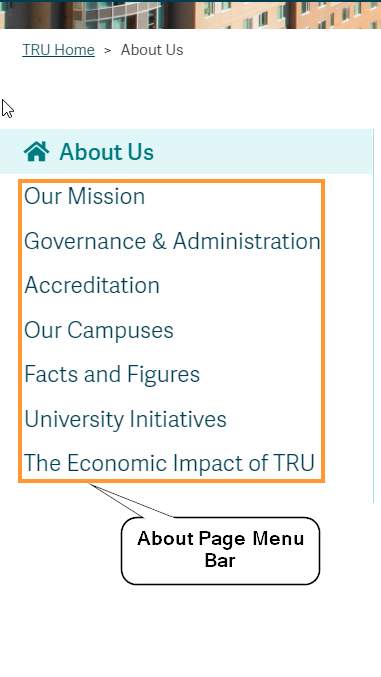 TRU Home > About Us
About Us
Our Mission
Governance & Administration
Accreditation
Our Campuses
Facts and Figures
University Initiatives
The Economic Impact of TRU
About Page Menu
Bar